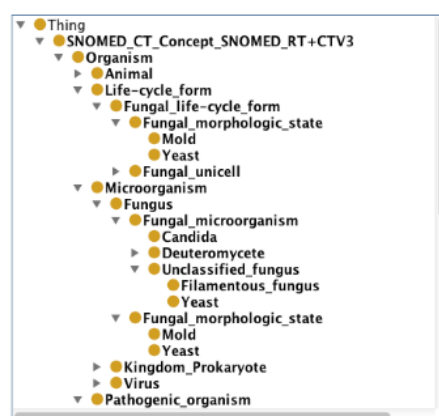 Thing
SNOMED_CT_Concept_SNOMED_RT+CTV3
Organism
Animal
Life-cycle_form
Fungal_life-cycle_form
Fungal_morphologic_state
Mold
Yeast
Fungal_unicell
Microorganism
Fungus
Fungal_microorganism
Candida
Deuteromycete
Unclassified_fungus
Filamentous_fungus
Yeast
Fungal_morphologic_state
Mold
Yeast
Kingdom_Prokaryote
Virus
Pathogenic_organism